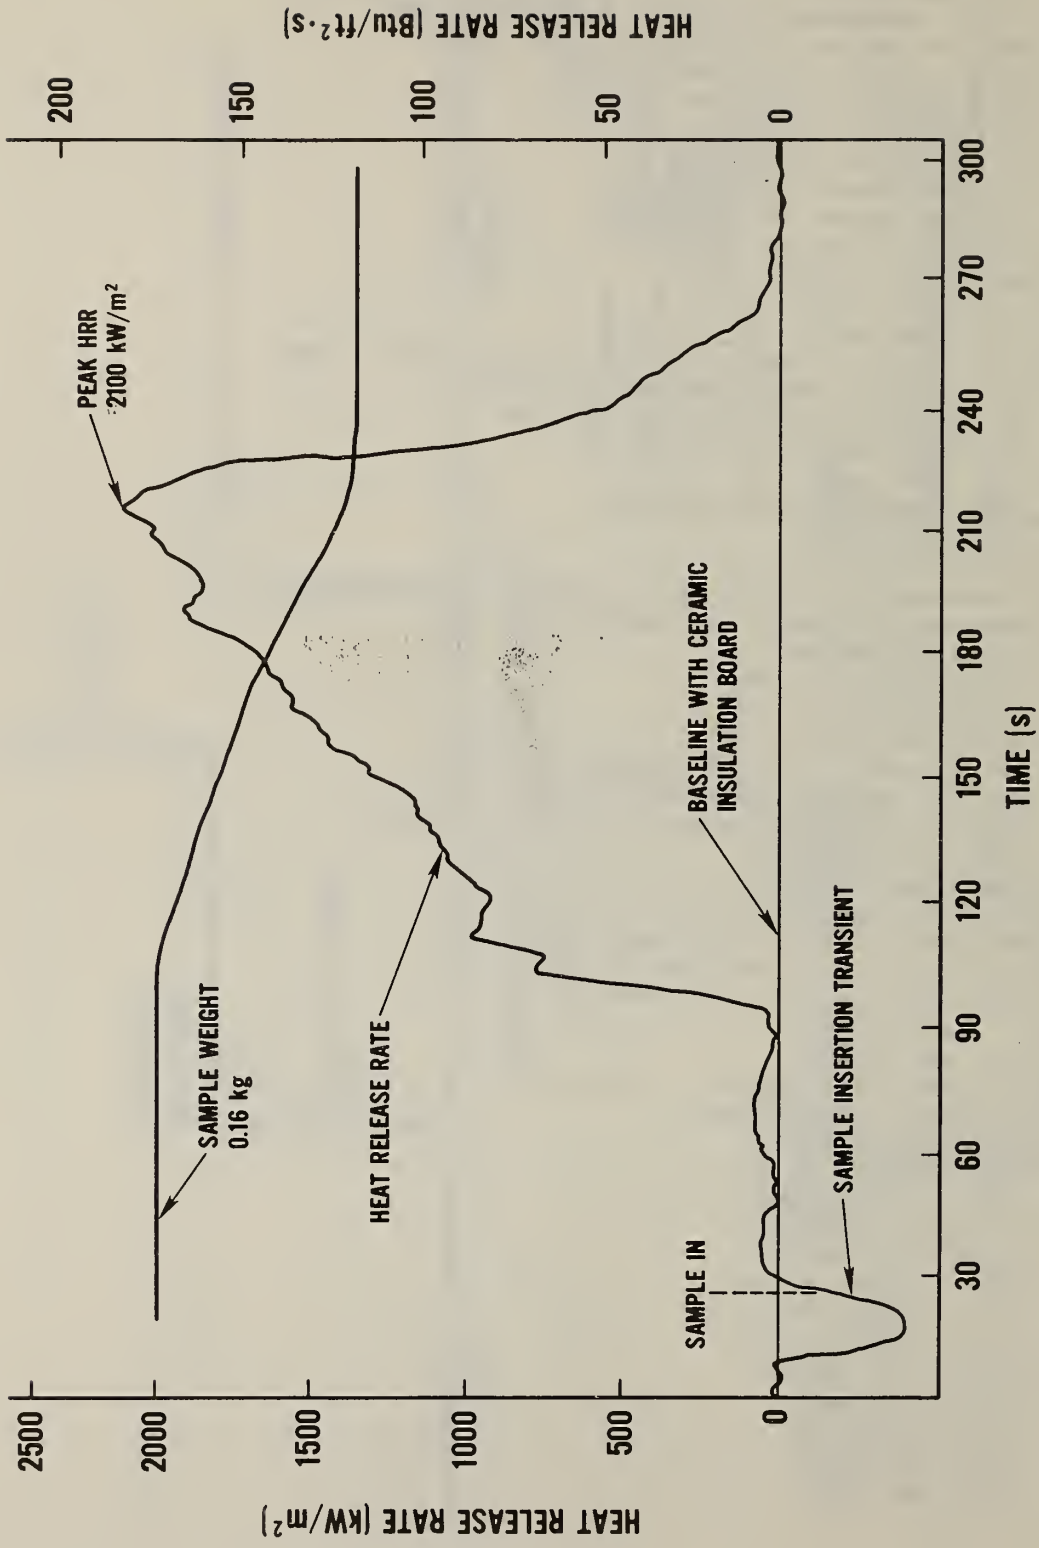 HEAT RELEASE RATE (kW/m²)
2500
2000
1500
1000
500
0
HEAT RELEASE RATE (Btu/ft²·s)
200
150
100
50
0
PEAK HRR
≈2100 kW/m²
SAMPLE WEIGHT
0.16 kg
HEAT RELEASE RATE
BASELINE WITH CERAMIC
INSULATION BOARD
SAMPLE IN
SAMPLE INSERTION TRANSIENT
30
60
90
120
150
180
210
240
270
300
TIME (s)